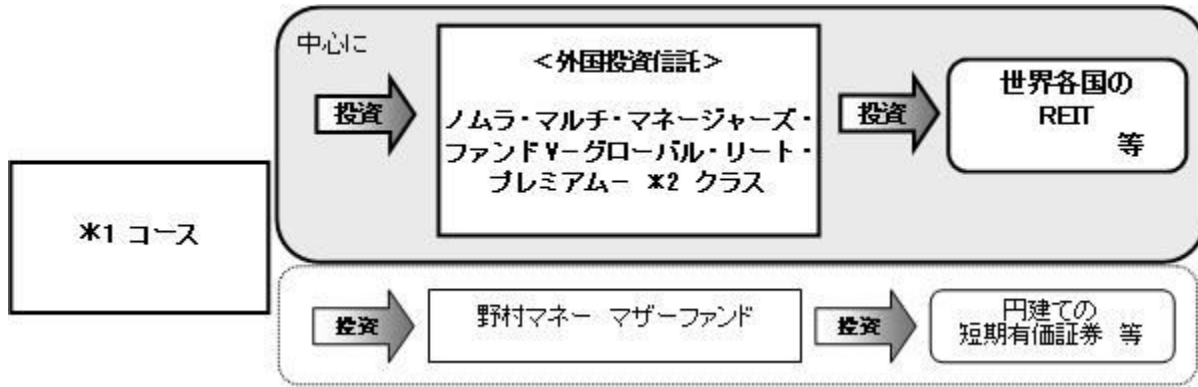 中心に
＜外国投資信託＞
投資
ノムラ・マルチ・マネージャーズ・
ファンドⅤ－グローバル・リート・
プレミアム－ ※2 クラス
投資
世界各国の
REIT
等
※1 コース
投資
野村マネー マザーファンド
投資
円建ての
短期有価証券 等